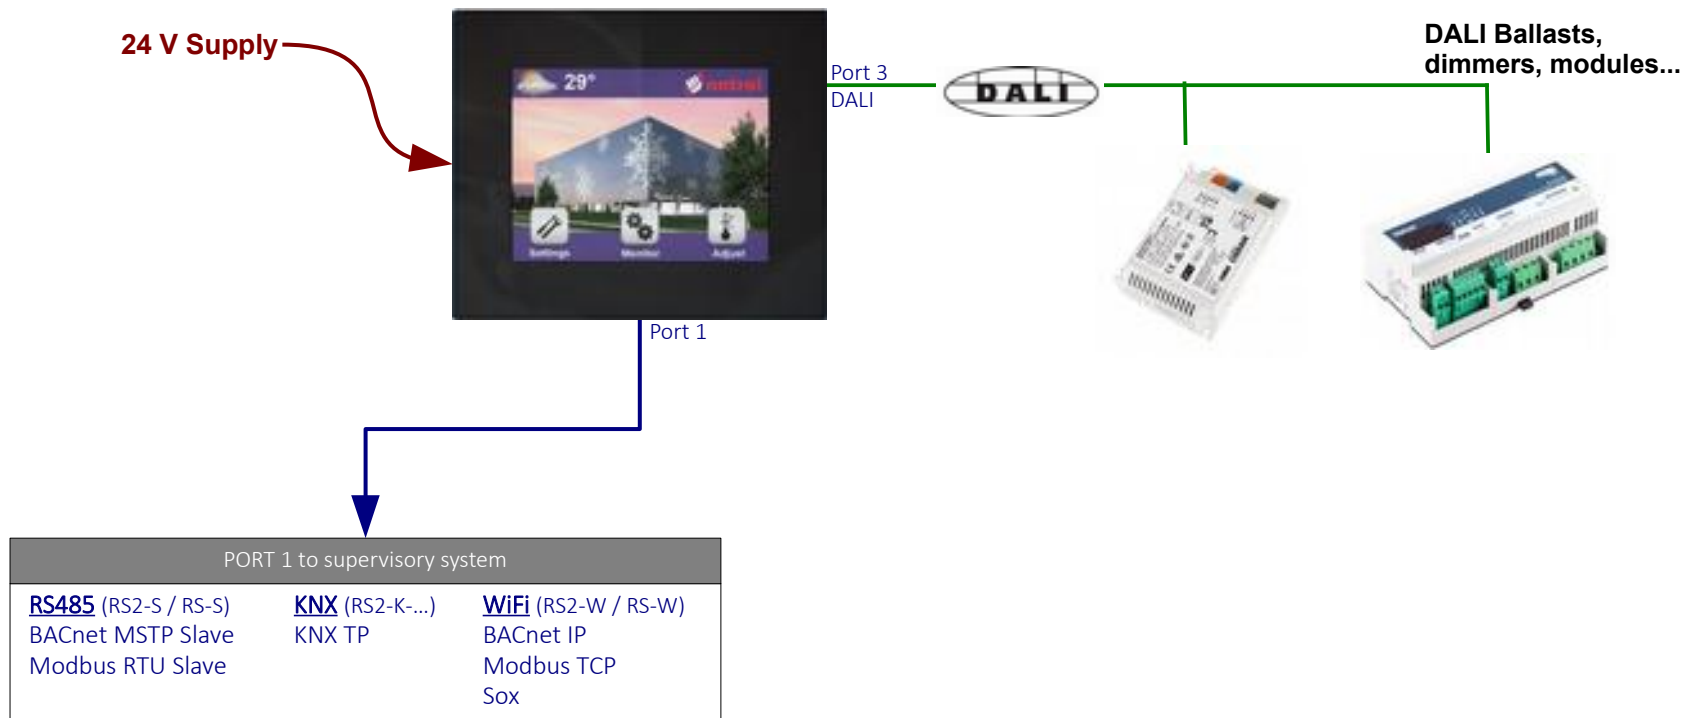 24 V Supply
29°
Settings
Monitor
Adjust
Port 3
DALI
DALI
DALI Ballasts,
dimmers, modules...
Port 1
PORT 1 to supervisory system
RS485 (RS2-S / RS-S)
BACnet MSTP Slave
Modbus RTU Slave
KNX (RS2-K-...)
KNX TP
WiFi (RS2-W / RS-W)
BACnet IP
Modbus TCP
Sox